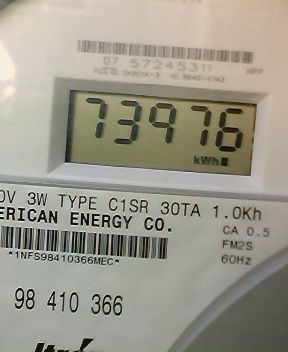 07 57245311
73976
kWh
0V 3W TYPE C1SR 30TA 1.0Kh
ERICAN ENERGY CO. CA 0.5
FM2S
*1NFS98410366MEC* 60Hz
98 410 366
Itron